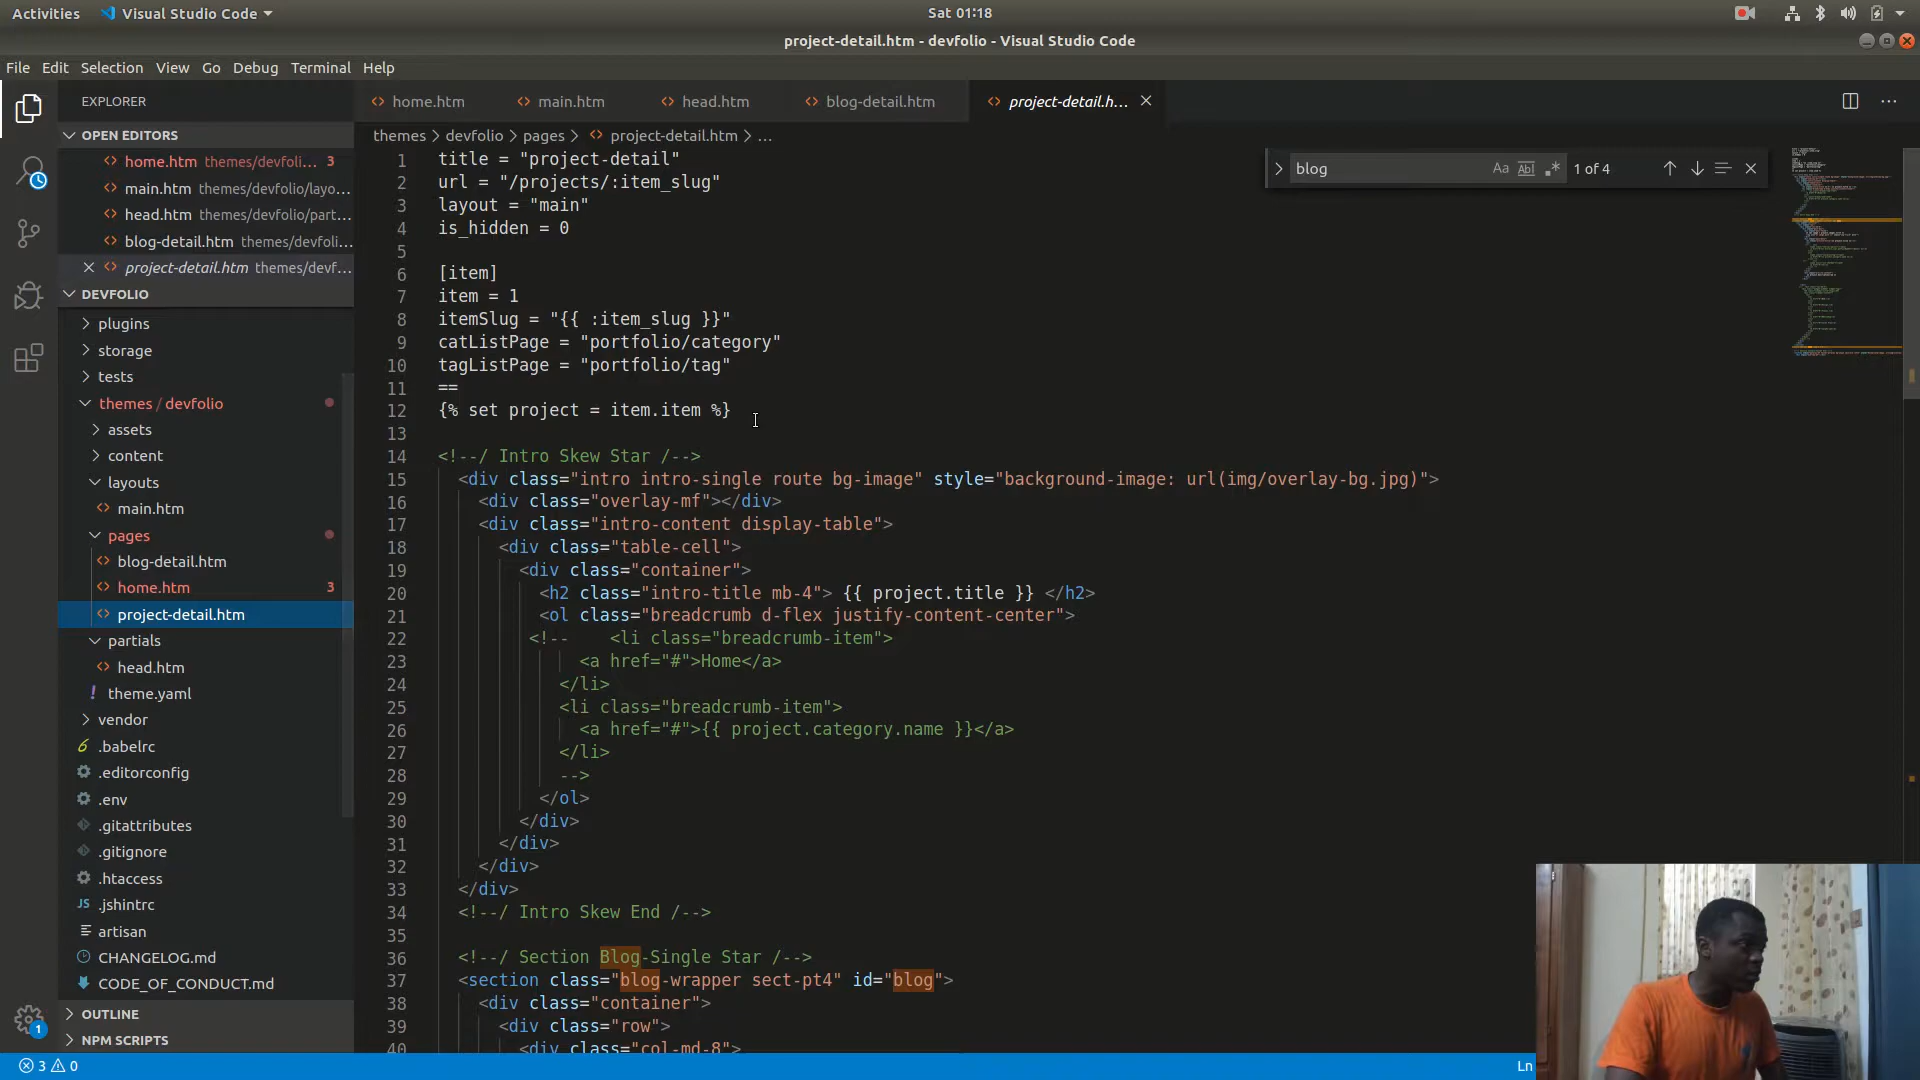 Activities Visual Studio Code Sat 01:18
project-detail.htm - devfolio - Visual Studio Code
File Edit Selection View Go Debug Terminal Help
EXPLORER
home.htm main.htm head.htm blog-detail.htm project-detail.h...
OPEN EDITORS
home.htm themes/devfoli... 3
main.htm themes/devfolio/layo...
head.htm themes/devfolio/part...
blog-detail.htm themes/devfoli...
project-detail.htm themes/devf...
DEVFOLIO
plugins
storage
tests
themes / devfolio
assets
content
layouts
main.htm
pages
blog-detail.htm
home.htm 3
project-detail.htm
partials
head.htm
theme.yaml
vendor
.babelrc
.editorconfig
.env
.gitattributes
.gitignore
.htaccess
JS .jshintrc
artisan
CHANGELOG.md
CODE_OF_CONDUCT.md
OUTLINE
NPM SCRIPTS
1
themes > devfolio > pages > project-detail.htm > ...
blog Aa Abl .* 1 of 4
1 title = "project-detail"
2 url = "/projects/:item_slug"
3 layout = "main"
4 is_hidden = 0
5
6 [item]
7 item = 1
8 itemSlug = "{{ :item_slug }}"
9 catListPage = "portfolio/category"
10 tagListPage = "portfolio/tag"
11 ==
12 {% set project = item.item %}
13
14 <!--/ Intro Skew Star /-->
15 <div class="intro intro-single route bg-image" style="background-image: url(img/overlay-bg.jpg)">
16 <div class="overlay-mf"></div>
17 <div class="intro-content display-table">
18 <div class="table-cell">
19 <div class="container">
20 <h2 class="intro-title mb-4"> {{ project.title }} </h2>
21 <ol class="breadcrumb d-flex justify-content-center">
22 <!-- <li class="breadcrumb-item">
23 <a href="#">Home</a>
24 </li>
25 <li class="breadcrumb-item">
26 <a href="#">{{ project.category.name }}</a>
27 </li>
28 -->
29 </ol>
30 </div>
31 </div>
32 </div>
33 </div>
34 <!--/ Intro Skew End /-->
35
36 <!--/ Section Blog-Single Star /-->
37 <section class="blog-wrapper sect-pt4" id="blog">
38 <div class="container">
39 <div class="row">
40 <div class="col-md-8">
3 0 Ln